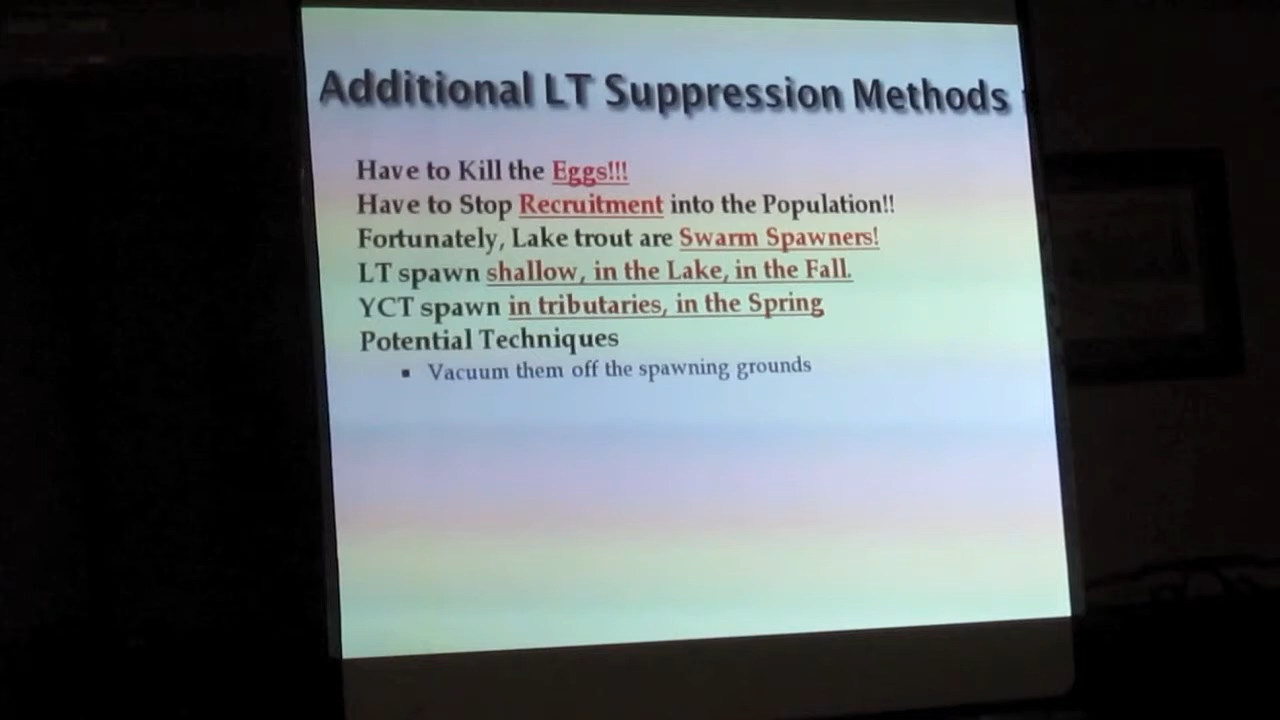 Additional LT Suppression Methods
Have to Kill the Eggs!!!
Have to Stop Recruitment into the Population!!
Fortunately, Lake trout are Swarm Spawners!
LT spawn shallow, in the Lake, in the Fall.
YCT spawn in tributaries, in the Spring
Potential Techniques
▪ Vacuum them off the spawning grounds